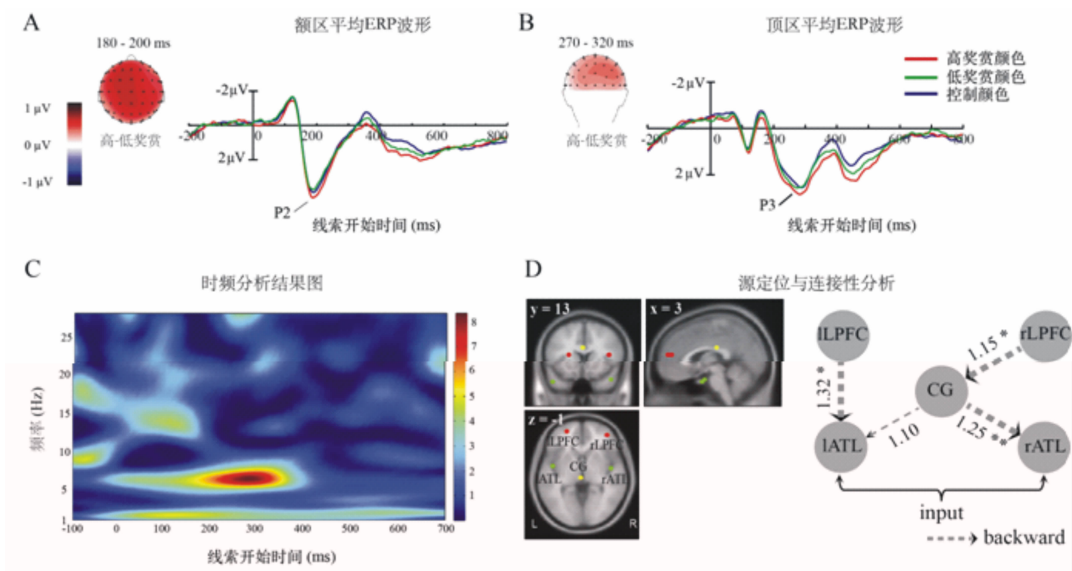 A
额区平均ERP波形
180 - 200 ms
1 μV
0 μV
-1 μV
高-低奖赏
-2μV
2μV
-200
0
200
400
600
800
P2
线索开始时间 (ms)
B
顶区平均ERP波形
270 - 320 ms
高-低奖赏
高奖赏颜色
低奖赏颜色
控制颜色
-2μV
2 μV
-200
0
200
400
600
800
P3
线索开始时间 (ms)
C
时频分析结果图
频率 (Hz)
25
20
15
10
5
1
-100
0
100
200
300
400
500
600
700
8
7
6
5
4
3
2
1
线索开始时间 (ms)
D
源定位与连接性分析
y = 13
x = 3
z = -1
lLPFC
rLPFC
CG
lATL
rATL
L
R
lLPFC
rLPFC
1.15 *
1.32 *
CG
1.10
1.25 *
lATL
rATL
input
backward